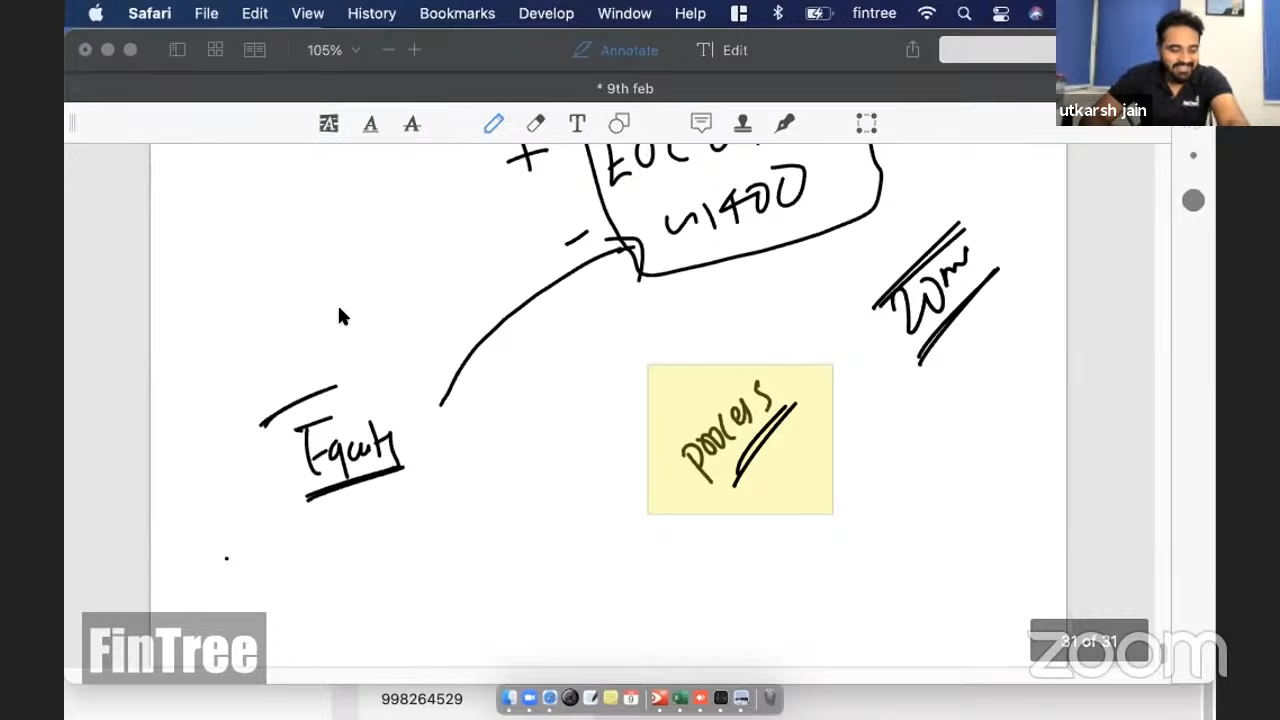 Safari File Edit View History Bookmarks Develop Window Help fintree
105% Annotate T Edit
utkarsh jain
* 9th feb
A A A T
+
~1400
-
20m
process
Equity
FinTree
31 of 31
zoom
998264529